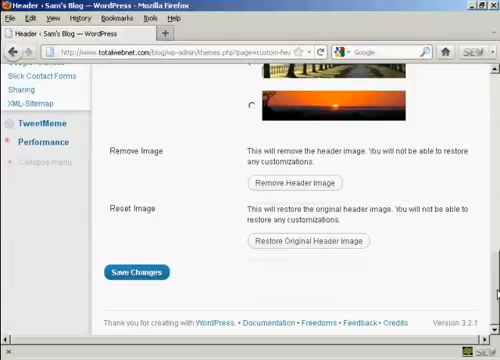 Header < Sam's Blog — WordPress - Mozilla Firefox
File Edit View History Bookmarks Tools Help
Header < Sam's Blog — WordPress
http://www.totalwebnet.com/blog/wp-admin/themes.php?page=custom-he
Google
Slick Contact Forms
Sharing
XML-Sitemap
TweetMeme
Performance
Collapse menu
Remove Image
This will remove the header image. You will not be able to restore
any customizations.
Remove Header Image
Reset Image
This will restore the original header image. You will not be able to
restore any customizations.
Restore Original Header Image
Save Changes
Thank you for creating with WordPress. • Documentation • Freedoms • Feedback • Credits
Version 3.2.1